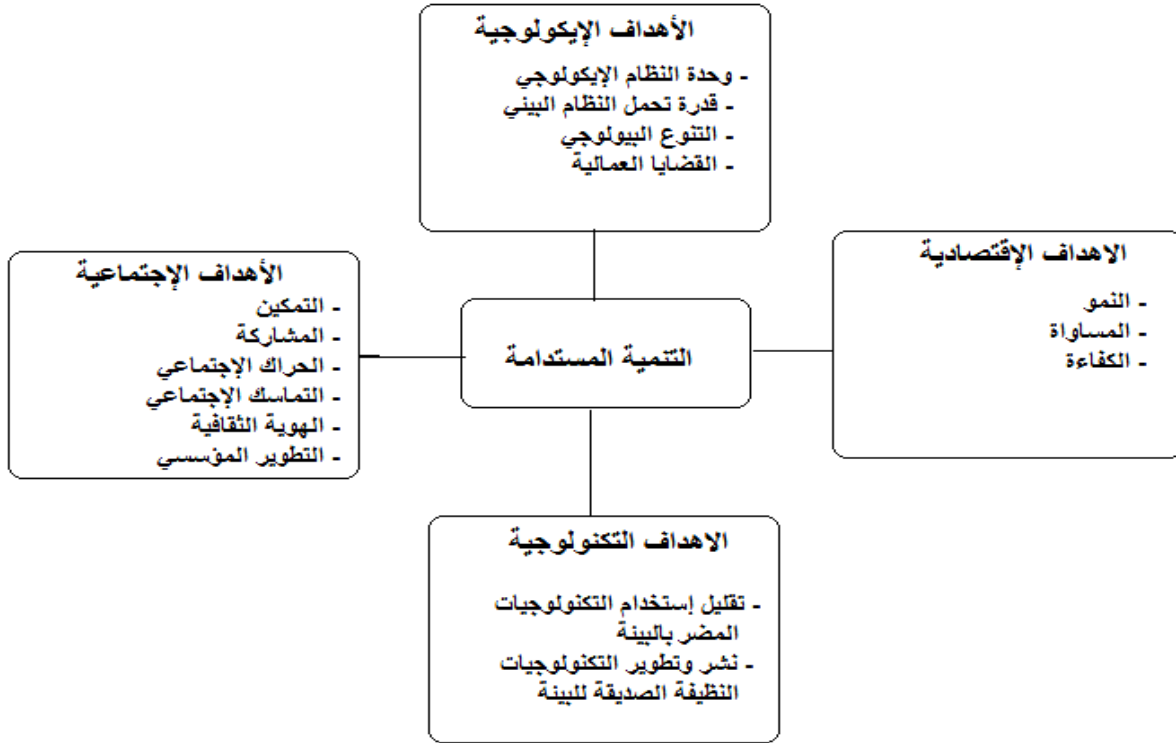 الأهداف الإيكولوجية
- وحدة النظام الإيكولوجي
- قدرة تحمل النظام البيئي
- التنوع البيولوجي
- القضايا العمالية
الاهداف الإقتصادية
- النمو
- المساواة
- الكفاءة
التنمية المستدامة
الأهداف الإجتماعية
- التمكين
- المشاركة
- الحراك الإجتماعي
- التماسك الإجتماعي
- الهوية الثقافية
- التطوير المؤسسي
الاهداف التكنولوجية
- تقليل إستخدام التكنولوجيات
المضر بالبيئة
- نشر وتطوير التكنولوجيات
النظيفة الصديقة للبيئة